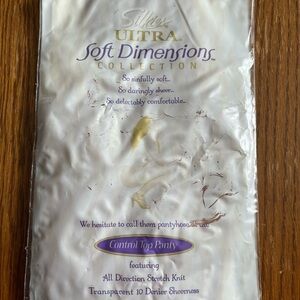 Silkies
ULTRA
Soft Dimensions™
COLLECTION
So sinfully soft...
So daringly sheer...
So delectably comfortable...
We hesitate to call them pantyhose at all.
Control Top Panty
featuring
All Direction Stretch Knit
Transparent 10 Denier Sheerness